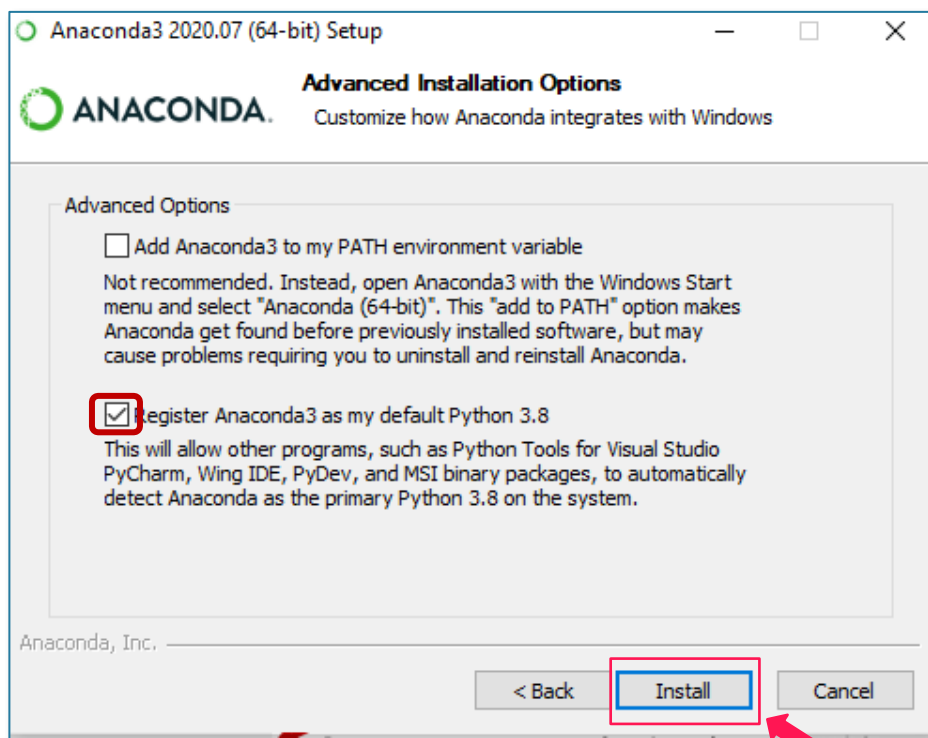 Anaconda3 2020.07 (64-bit) Setup
ANACONDA.
Advanced Installation Options
Customize how Anaconda integrates with Windows
Advanced Options
Add Anaconda3 to my PATH environment variable
Not recommended. Instead, open Anaconda3 with the Windows Start
menu and select "Anaconda (64-bit)". This "add to PATH" option makes
Anaconda get found before previously installed software, but may
cause problems requiring you to uninstall and reinstall Anaconda.
Register Anaconda3 as my default Python 3.8
This will allow other programs, such as Python Tools for Visual Studio
PyCharm, Wing IDE, PyDev, and MSI binary packages, to automatically
detect Anaconda as the primary Python 3.8 on the system.
Anaconda, Inc.
< Back Install Cancel